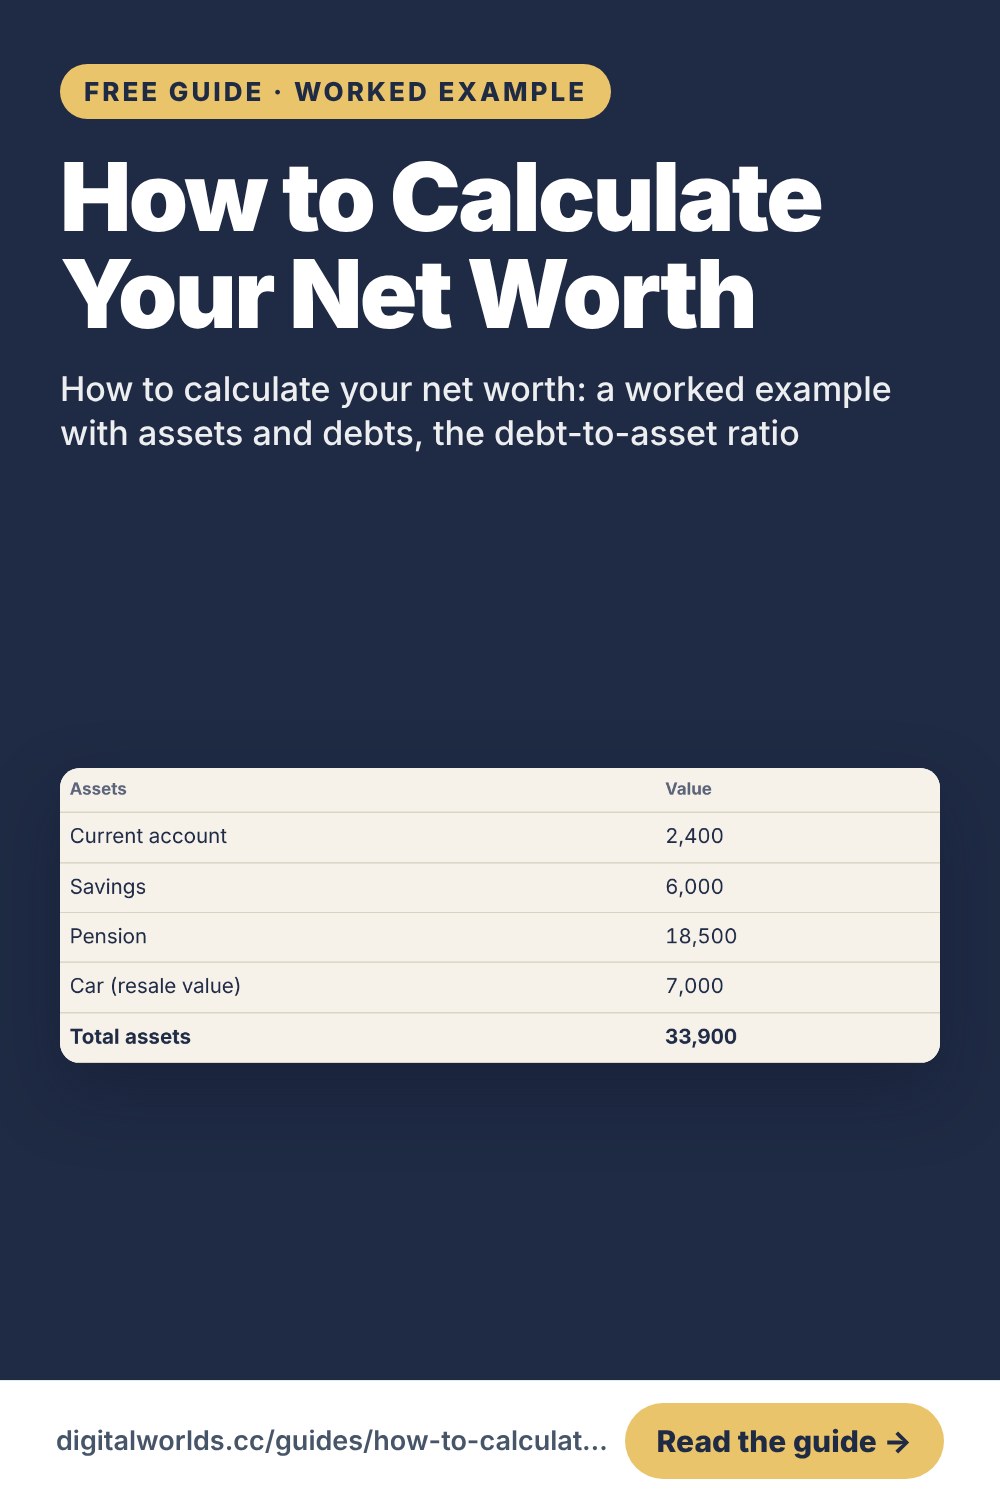 FREE GUIDE · WORKED EXAMPLE
How to Calculate
Your Net Worth
How to calculate your net worth: a worked example
with assets and debts, the debt-to-asset ratio
Assets Value
Current account 2,400
Savings 6,000
Pension 18,500
Car (resale value) 7,000
Total assets 33,900
digitalworlds.cc/guides/how-to-calculat... Read the guide →